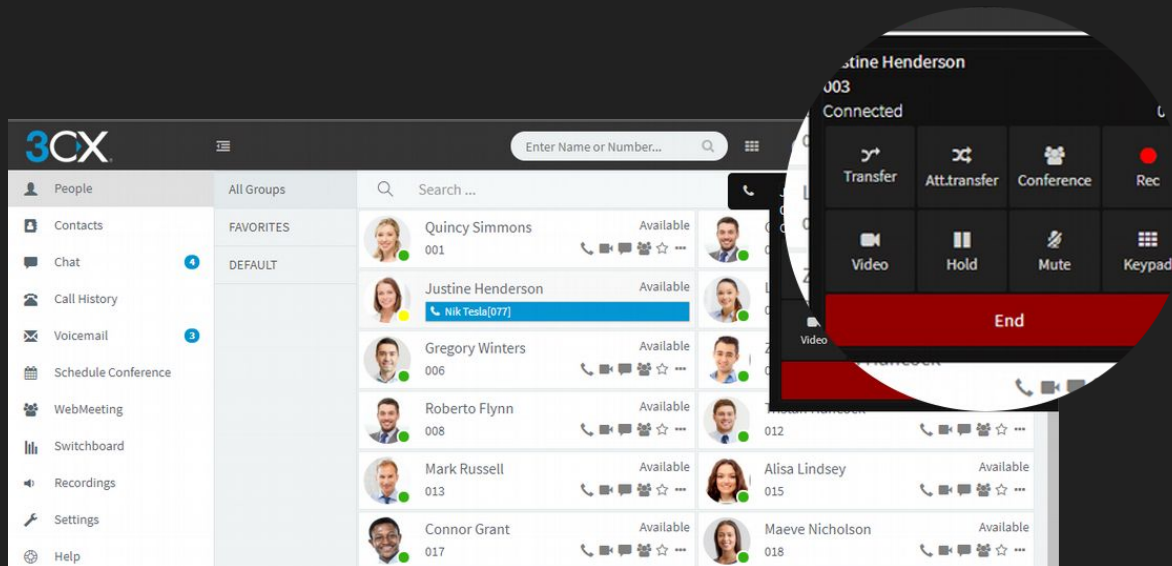 3CX
Enter Name or Number...
People
Contacts
Chat 4
Call History
Voicemail 3
Schedule Conference
WebMeeting
Switchboard
Recordings
Settings
Help
All Groups
FAVORITES
DEFAULT
Search ...
Quincy Simmons Available
001
Justine Henderson Available
Nik Tesla[077]
Gregory Winters Available
006
Roberto Flynn Available
008
012
Mark Russell Available
013
Alisa Lindsey Available
015
Connor Grant Available
017
Maeve Nicholson Available
018
Video
stine Henderson
003
Connected
Transfer
Att.transfer
Conference
Rec
Video
Hold
Mute
Keypad
End